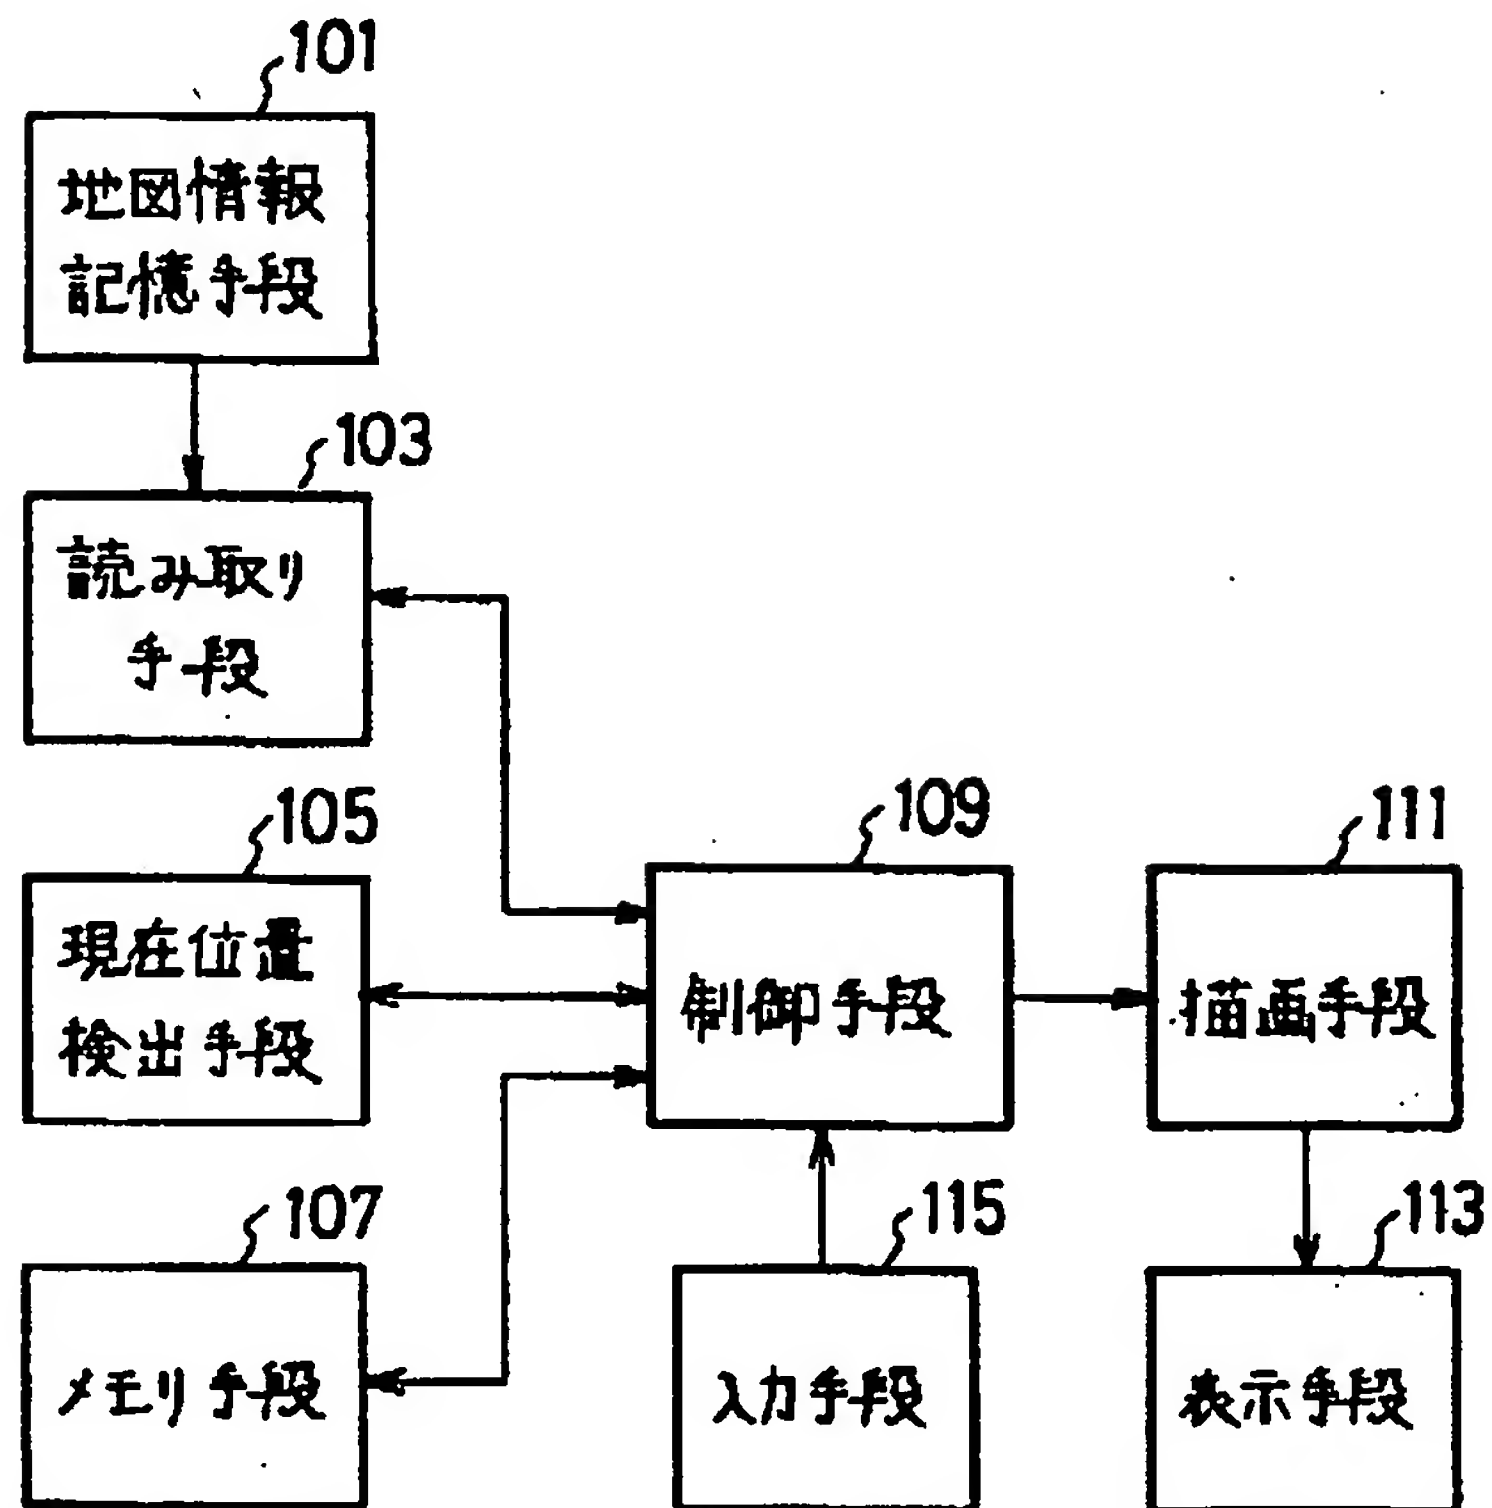 101
地図情報
記憶手段
103
読み取り
手段
105
現在位置
検出手段
107
メモリ手段
109
制御手段
111
描画手段
115
入力手段
113
表示手段